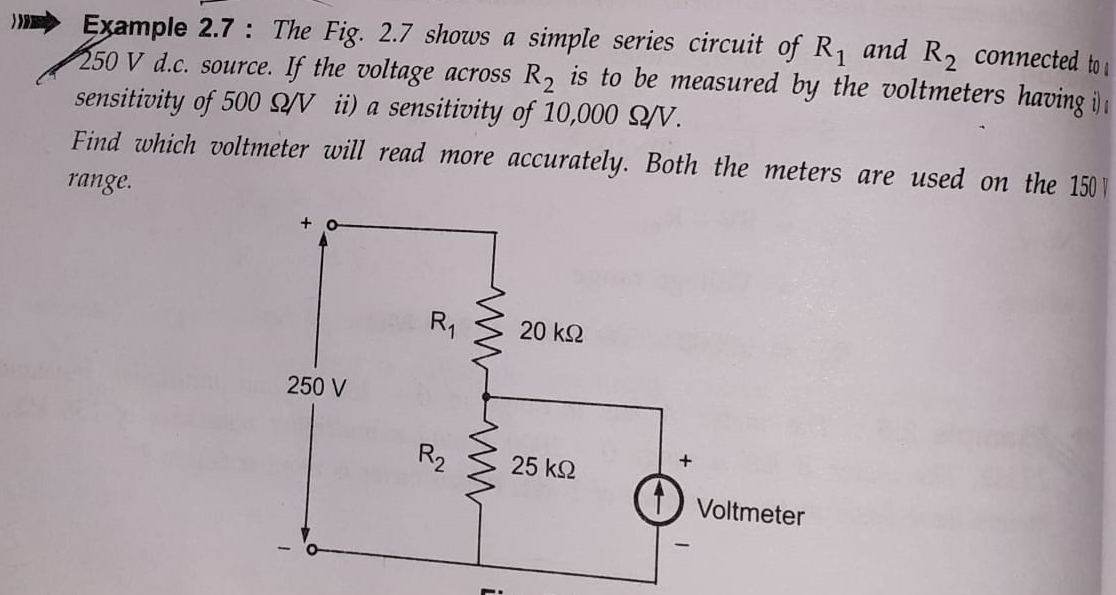 Example 2.7 : The Fig. 2.7 shows a simple series circuit of R₁ and R₂ connected to a
250 V d.c. source. If the voltage across R₂ is to be measured by the voltmeters having i) a
sensitivity of 500 Ω/V ii) a sensitivity of 10,000 Ω/V.
Find which voltmeter will read more accurately. Both the meters are used on the 150 V
range.
+
R₁ 20 kΩ
250 V
R₂ 25 kΩ
+
Voltmeter
–
–